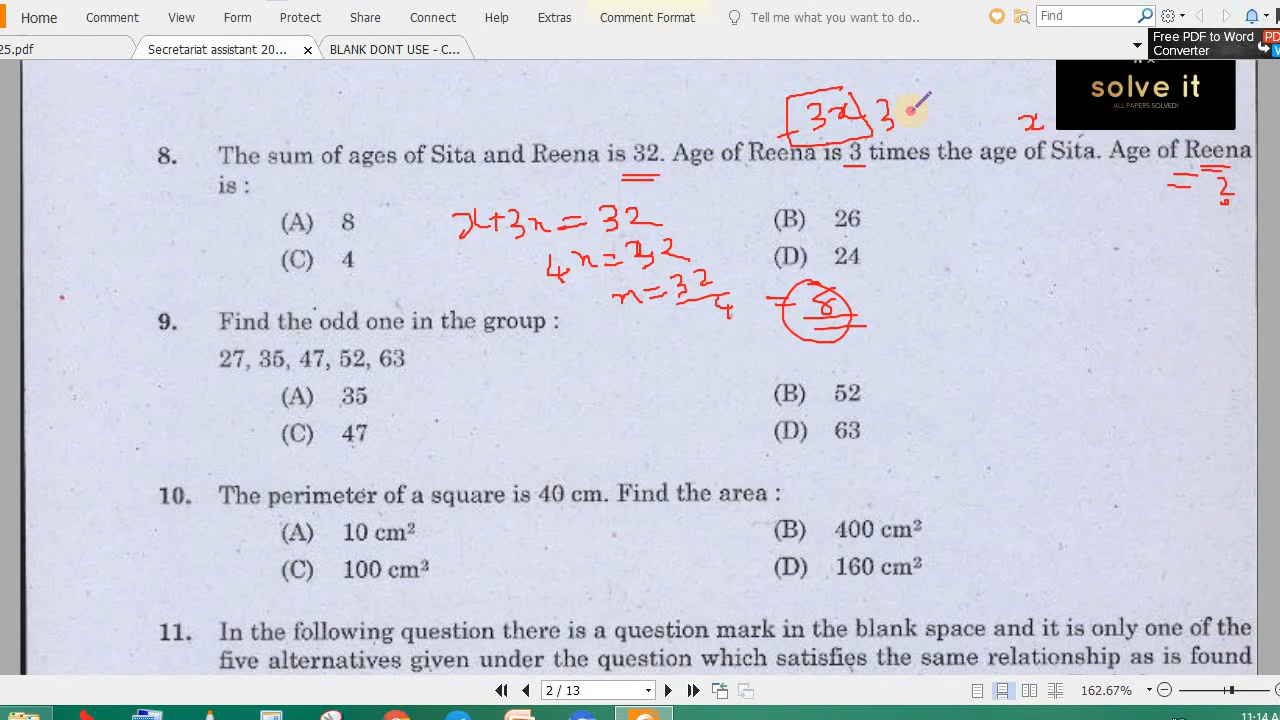 Home Comment View Form Protect Share Connect Help Extras Comment Format Tell me what you want to do.. Find
25.pdf Secretariat assistant 20... × BLANK DONT USE - C...
Free PDF to Word
Converter
solve it
ALL PAPERS SOLVED!
3x 3
x
8. The sum of ages of Sita and Reena is 32. Age of Reena is 3 times the age of Sita. Age of Reena
is :
= ?
(A) 8
(B) 26
(C) 4
(D) 24
x+3x = 32
4x = 32
x = 32/4 = 8
9. Find the odd one in the group :
27, 35, 47, 52, 63
(A) 35
(B) 52
(C) 47
(D) 63
10. The perimeter of a square is 40 cm. Find the area :
(A) 10 cm²
(B) 400 cm²
(C) 100 cm²
(D) 160 cm²
11. In the following question there is a question mark in the blank space and it is only one of the
five alternatives given under the question which satisfies the same relationship as is found
2 / 13 162.67%